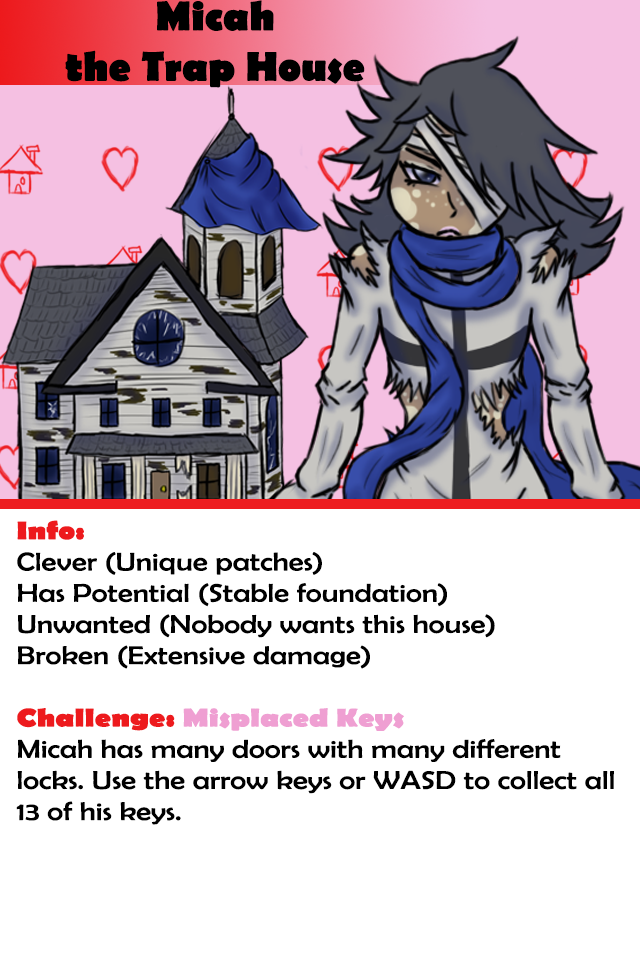 Micah
the Trap House
Info:
Clever (Unique patches)
Has Potential (Stable foundation)
Unwanted (Nobody wants this house)
Broken (Extensive damage)
Challenge: Misplaced Keys
Micah has many doors with many different
locks. Use the arrow keys or WASD to collect all
13 of his keys.